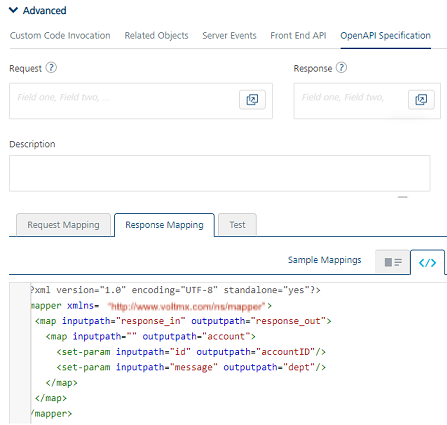 Advanced
Custom Code Invocation Related Objects Server Events Front End API OpenAPI Specification
Request ? Response ?
Field one, Field two, ... Field one, Field two,
Description
Request Mapping Response Mapping Test
Sample Mappings </>
?xml version="1.0" encoding="UTF-8" standalone="yes"?>
mapper xmlns= "http://www.voltmx.com/ns/mapper">
<map inputpath="response_in" outputpath="response_out">
<map inputpath="" outputpath="account">
<set-param inputpath="id" outputpath="accountID"/>
<set-param inputpath="message" outputpath="dept"/>
</map>
</map>
/mapper>